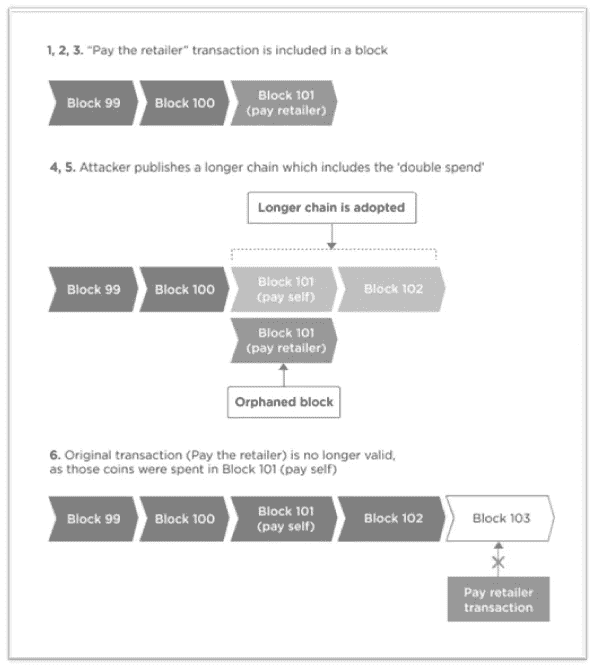 1, 2, 3. “Pay the retailer” transaction is included in a block
Block 99
Block 100
Block 101
(pay retailer)
4, 5. Attacker publishes a longer chain which includes the ‘double spend’
Longer chain is adopted
Block 99
Block 100
Block 101
(pay self)
Block 102
Block 101
(pay retailer)
Orphaned block
6. Original transaction (Pay the retailer) is no longer valid,
as those coins were spent in Block 101 (pay self)
Block 99
Block 100
Block 101
(pay self)
Block 102
Block 103
Pay retailer
transaction